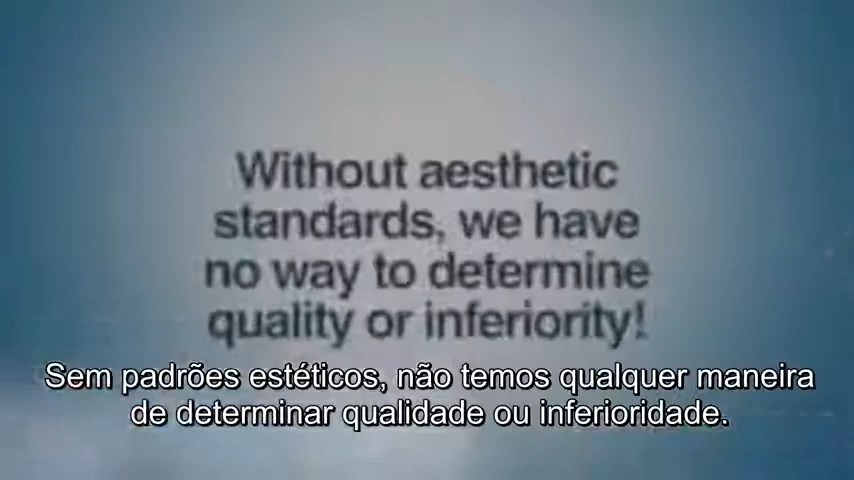 Without aesthetic
standards, we have
no way to determine
quality or inferiority!
Sem padrões estéticos, não temos qualquer maneira
de determinar qualidade ou inferioridade.